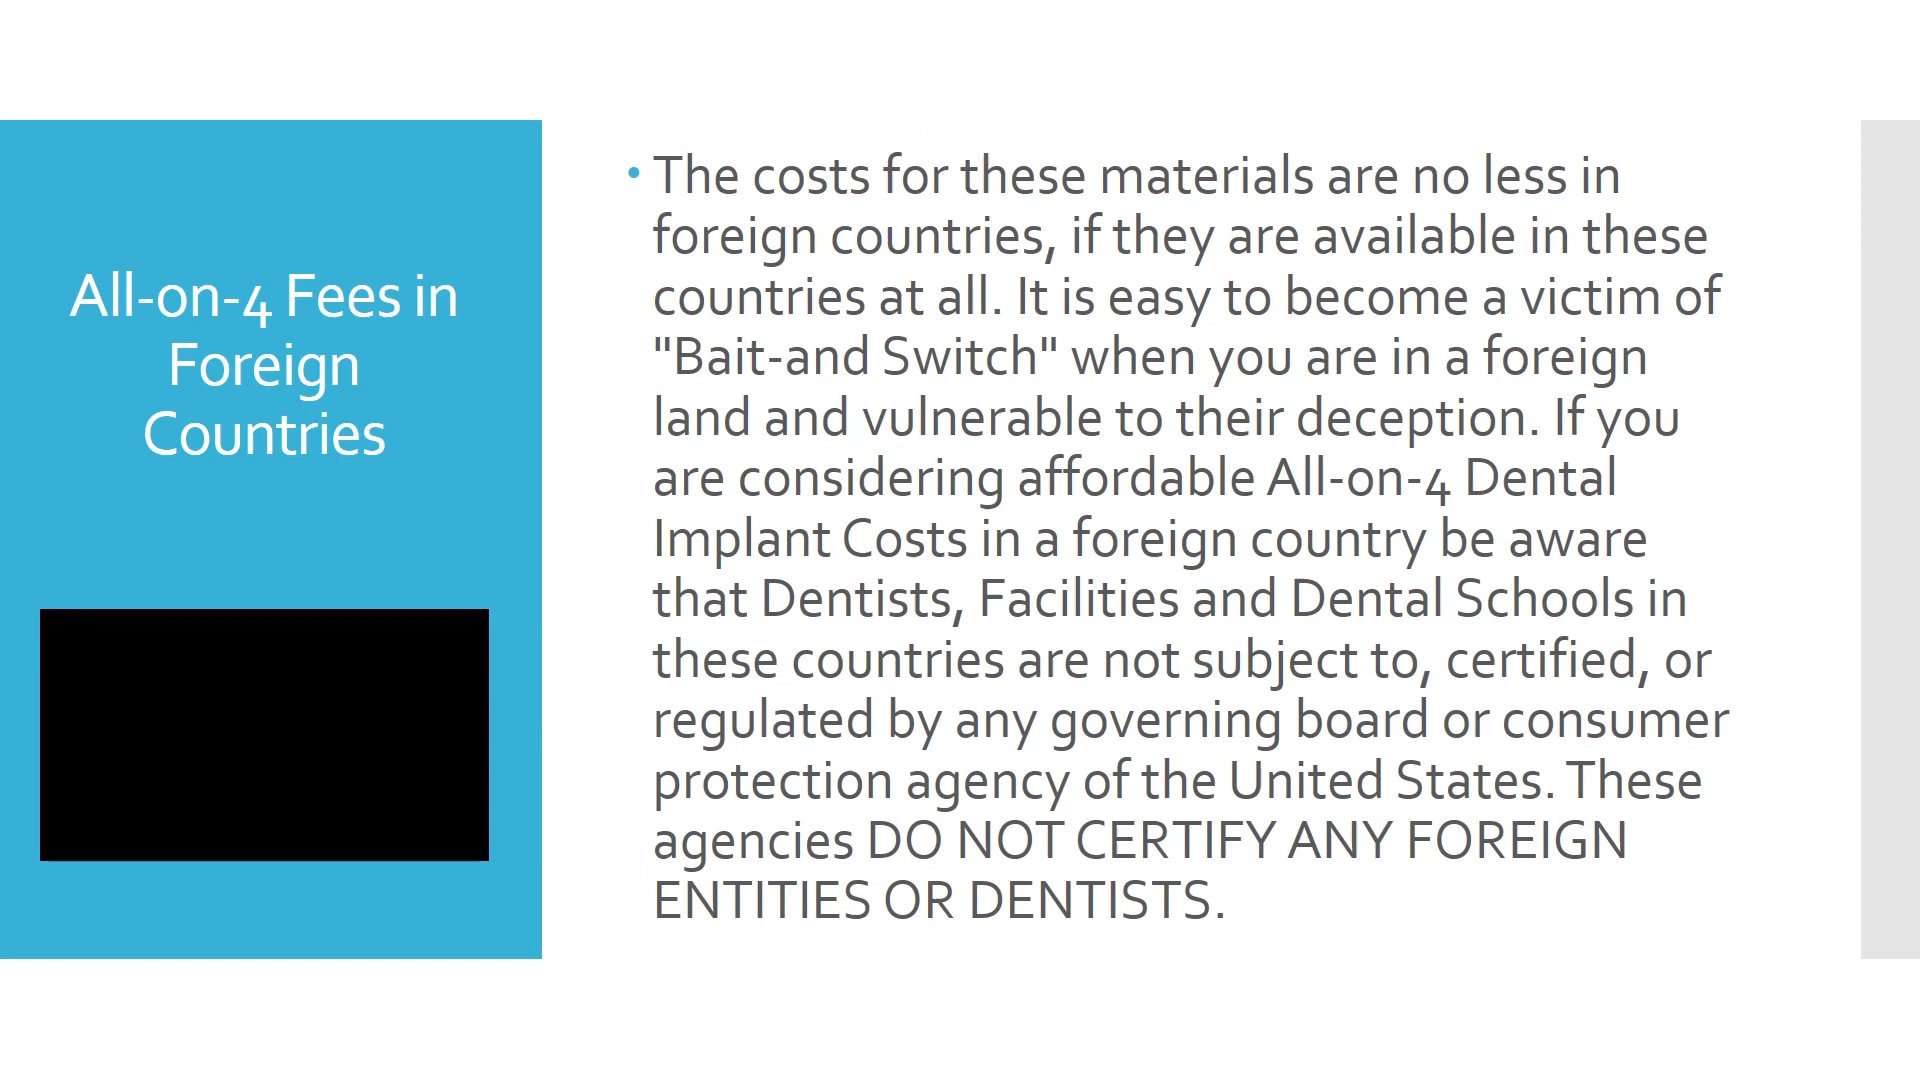 All-on-4 Fees in
Foreign
Countries
• The costs for these materials are no less in
foreign countries, if they are available in these
countries at all. It is easy to become a victim of
"Bait-and Switch" when you are in a foreign
land and vulnerable to their deception. If you
are considering affordable All-on-4 Dental
Implant Costs in a foreign country be aware
that Dentists, Facilities and Dental Schools in
these countries are not subject to, certified, or
regulated by any governing board or consumer
protection agency of the United States. These
agencies DO NOT CERTIFY ANY FOREIGN
ENTITIES OR DENTISTS.